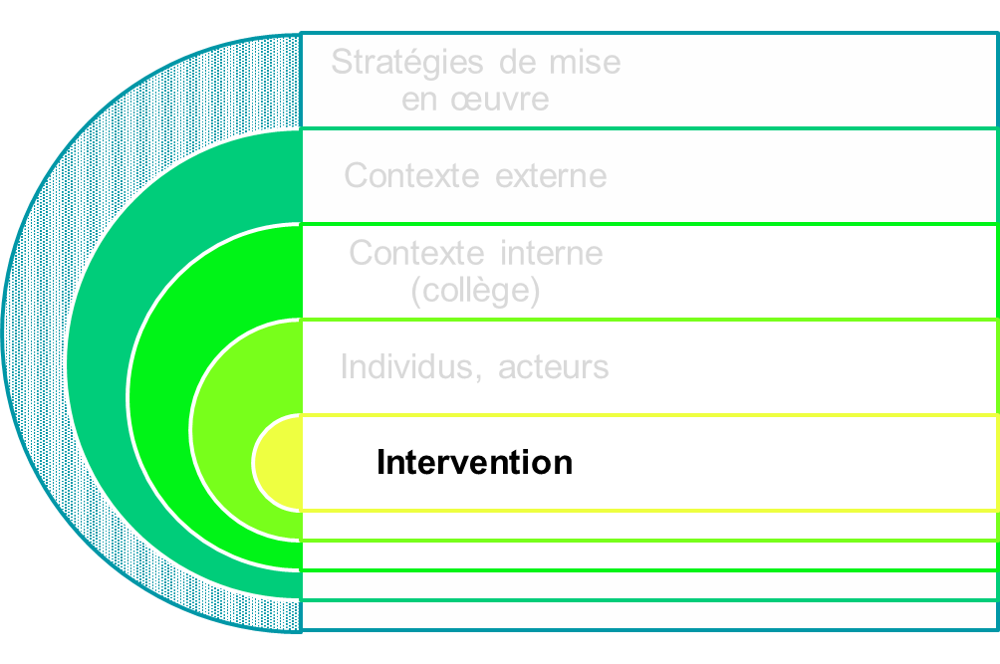 Stratégies de mise
en œuvre
Contexte externe
Contexte interne
(collège)
Individus, acteurs
Intervention